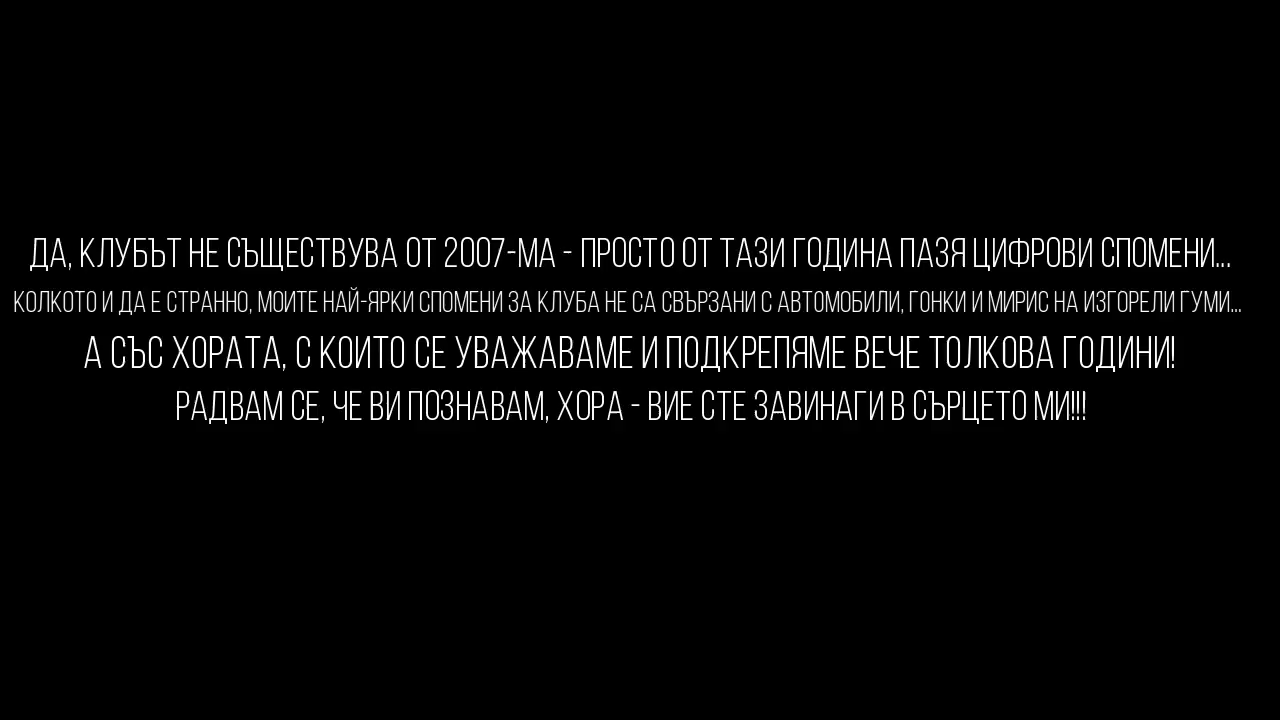 ДА, КЛУБЪТ НЕ СЪЩЕСТВУВА ОТ 2007-МА - ПРОСТО ОТ ТАЗИ ГОДИНА ПАЗЯ ЦИФРОВИ СПОМЕНИ...
КОЛКОТО И ДА Е СТРАННО, МОИТЕ НАЙ-ЯРКИ СПОМЕНИ ЗА КЛУБА НЕ СА СВЪРЗАНИ С АВТОМОБИЛИ, ГОНКИ И МИРИС НА ИЗГОРЕЛИ ГУМИ...
А СЪС ХОРАТА, С КОИТО СЕ УВАЖАВАМЕ И ПОДКРЕПЯМЕ ВЕЧЕ ТОЛКОВА ГОДИНИ!
РАДВАМ СЕ, ЧЕ ВИ ПОЗНАВАМ, ХОРА - ВИЕ СТЕ ЗАВИНАГИ В СЪРЦЕТО МИ!!!